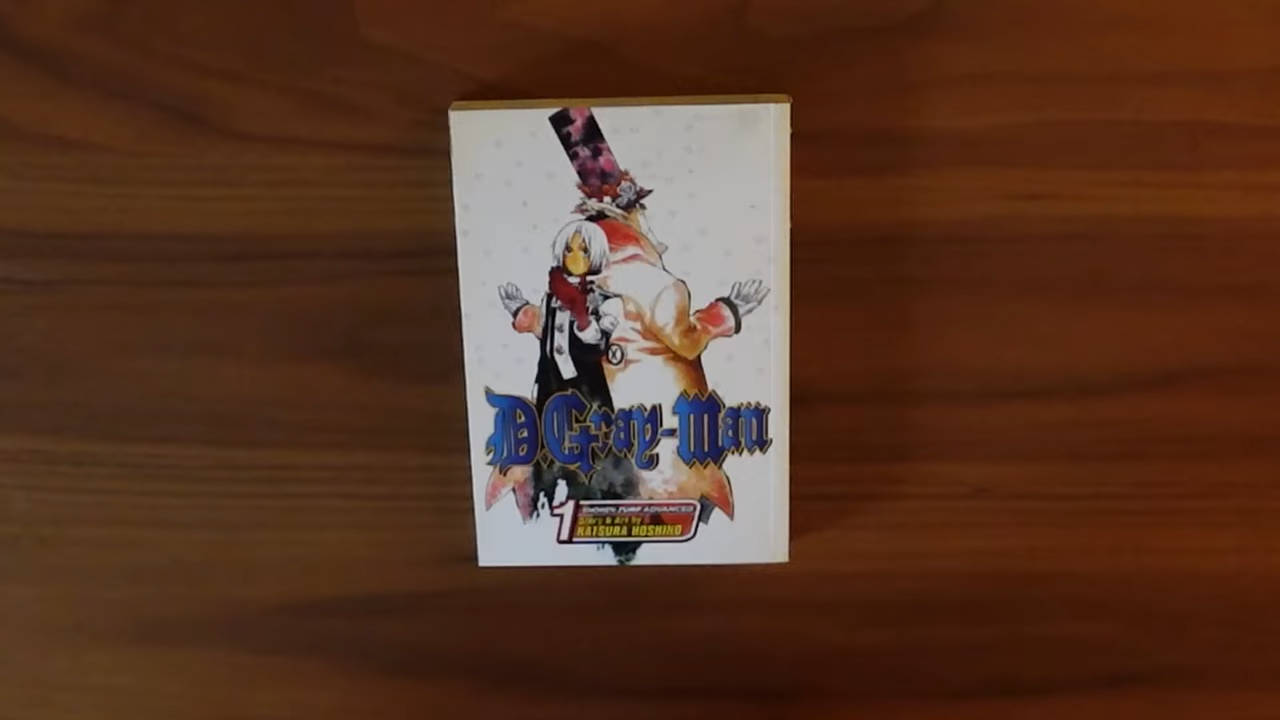 D.Gray-Man
1
SHONEN JUMP ADVANCED
Story & Art by
KATSURA HOSHINO